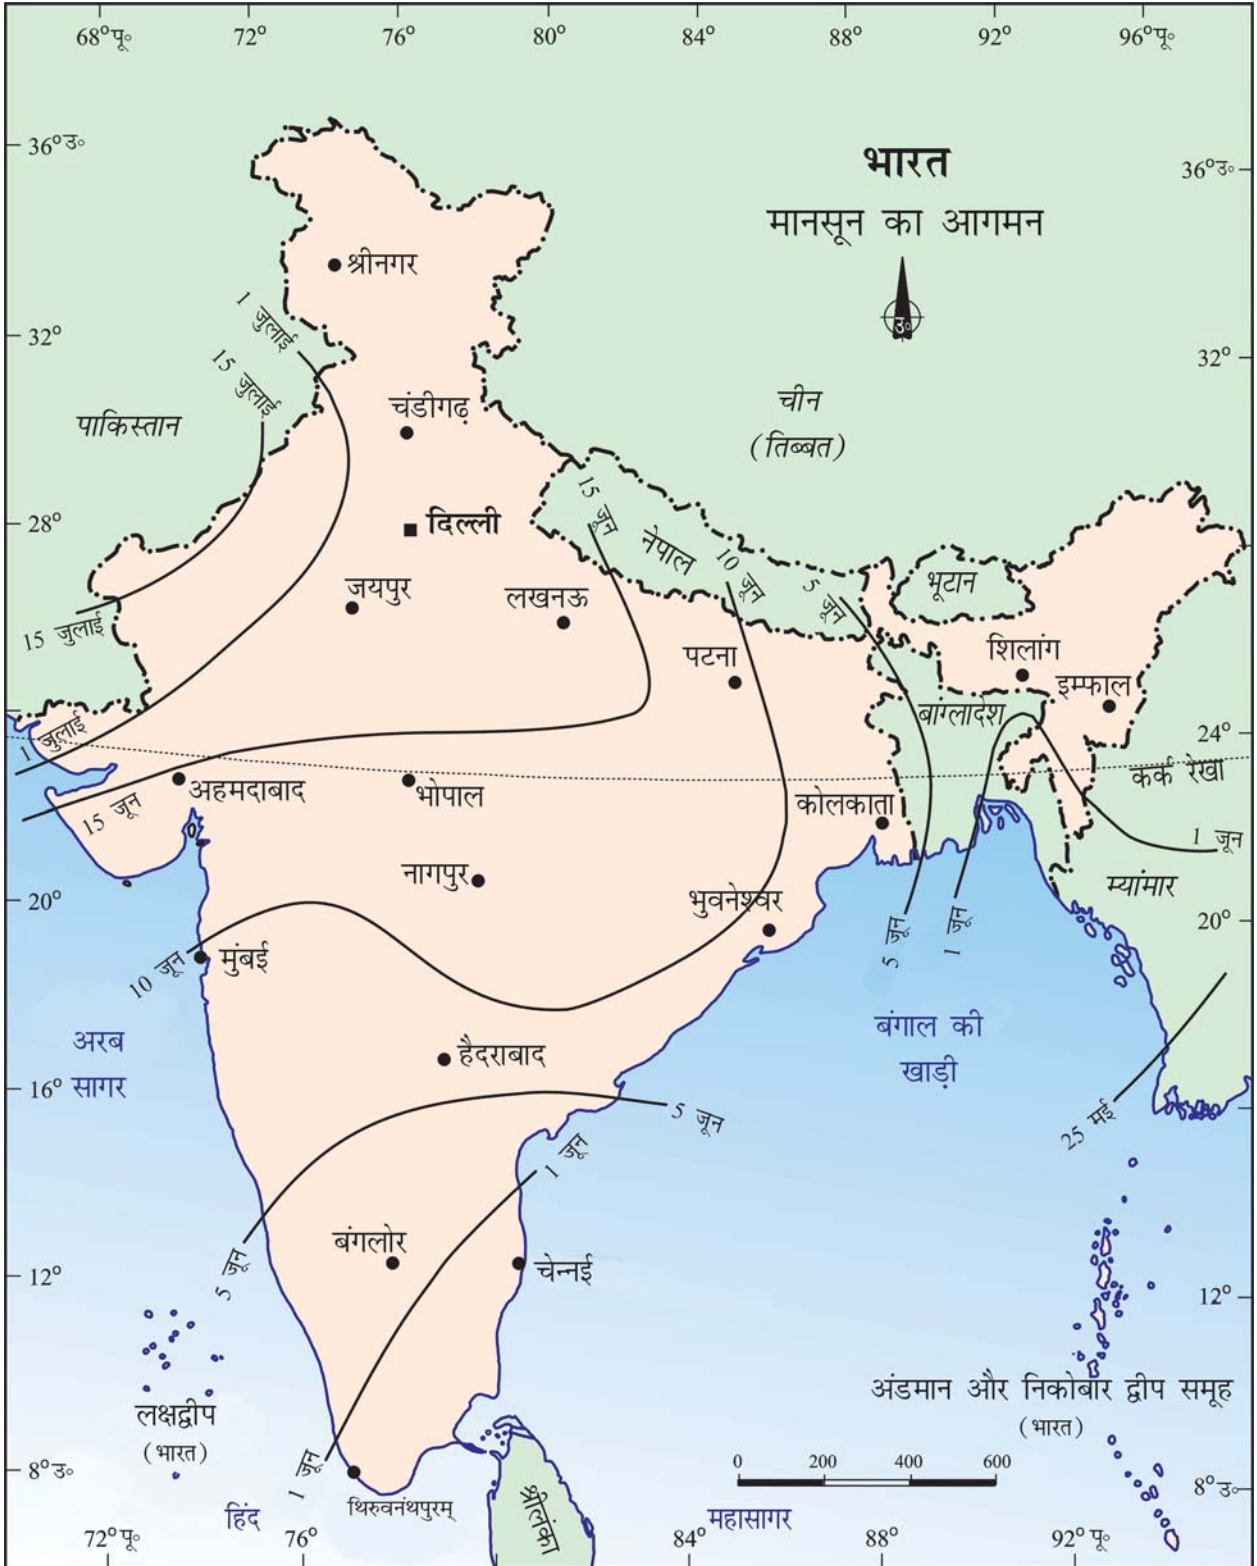 68°पू॰ 72° 76° 80° 84° 88° 92° 96°पू॰
36°उ॰
भारत
36°उ॰
मानसून का आगमन
श्रीनगर
उ॰
1 जुलाई
32°
32°
15 जुलाई
चंडीगढ़
चीन
(तिब्बत)
पाकिस्तान
15 जून
28°
दिल्ली
नेपाल
10 जून
5 जून
भूटान
जयपुर
लखनऊ
15 जुलाई
पटना
शिलांग
इम्फाल
बांग्लादेश
1 जुलाई
24°
कर्क रेखा
अहमदाबाद
भोपाल
कोलकाता
15 जून
1 जून
नागपुर
म्यांमार
भुवनेश्वर
20°
20°
5 जून
1 जून
10 जून
मुंबई
अरब
सागर
बंगाल की
खाड़ी
हैदराबाद
16°
5 जून
25 मई
1 जून
बंगलोर
चेन्नई
5 जून
12°
12°
अंडमान और निकोबार द्वीप समूह
(भारत)
लक्षद्वीप
(भारत)
0 200 400 600
8°उ॰
8°उ॰
1 जून
थिरुवनंथपुरम्
श्रीलंका
हिंद
महासागर
72°पू॰ 76° 84° 88° 92°पू॰